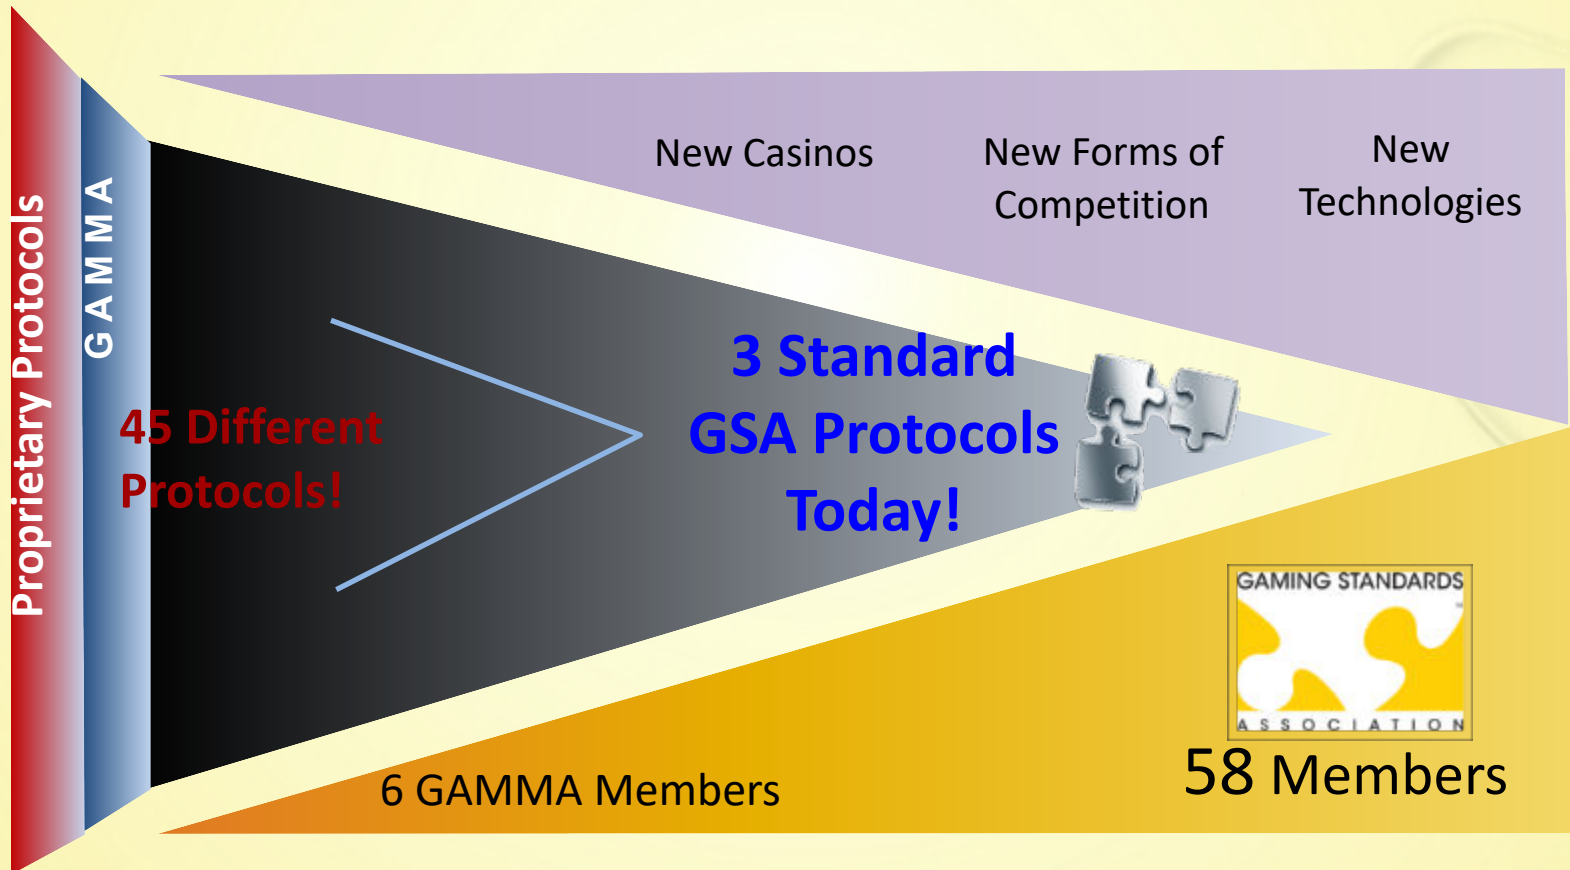 Proprietary Protocols
GAMMA
New Casinos
New Forms of
Competition
New
Technologies
45 Different
Protocols!
3 Standard
GSA Protocols
Today!
GAMING STANDARDS
ASSOCIATION
6 GAMMA Members
58 Members